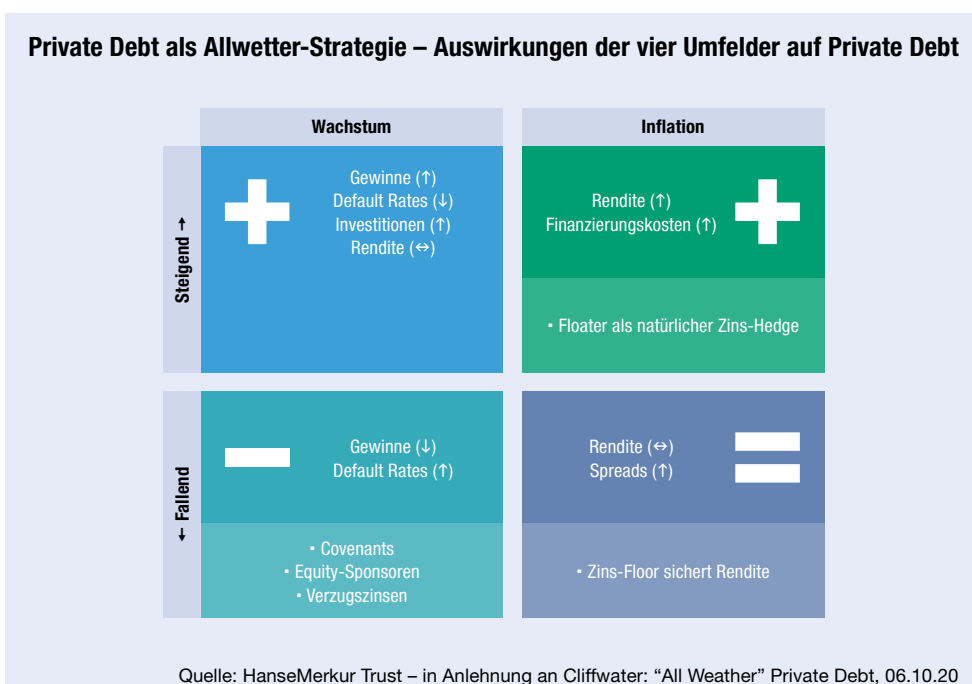 Private Debt als Allwetter-Strategie – Auswirkungen der vier Umfelder auf Private Debt
Wachstum
Inflation
Steigend →
Gewinne (↑)
Default Rates (↓)
Investitionen (↑)
Rendite (↔)
Rendite (↑)
Finanzierungskosten (↑)
▪ Floater als natürlicher Zins-Hedge
← Fallend
Gewinne (↓)
Default Rates (↑)
▪ Covenants
▪ Equity-Sponsoren
▪ Verzugszinsen
Rendite (↔)
Spreads (↑)
▪ Zins-Floor sichert Rendite
Quelle: HanseMerkur Trust – in Anlehnung an Cliffwater: “All Weather” Private Debt, 06.10.20